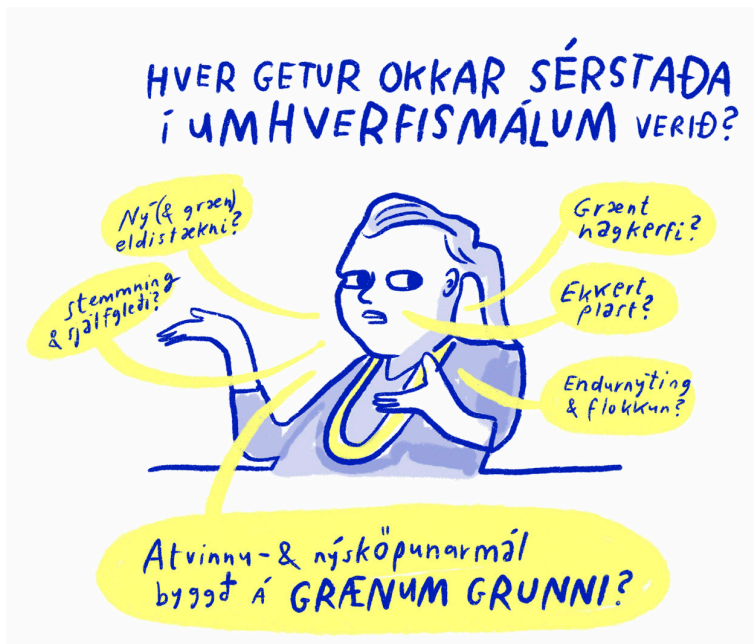 HVER GETUR OKKAR SÉRSTAÐA
Í UMHVERFISMÁLUM VERIÐ?
Ný-(& græn)
eldistækni?
Grænt
hagkerfi?
stemmning
& sjálfgleði?
Ekkert
plast?
Endurnýting
& flokkun?
Atvinnu- & nýsköpunarmál
byggð Á GRÆNUM GRUNNI?